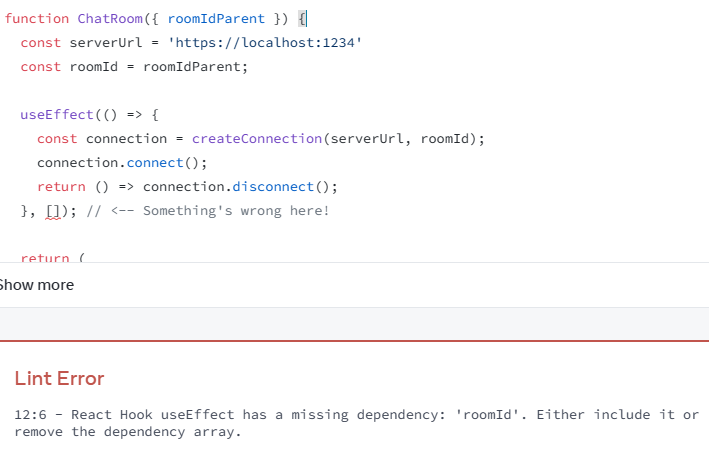 function ChatRoom({ roomIdParent }) {
const serverUrl = 'https://localhost:1234'
const roomId = roomIdParent;
useEffect(() => {
const connection = createConnection(serverUrl, roomId);
connection.connect();
return () => connection.disconnect();
}, []); // <-- Something's wrong here!
return (
Show more
Lint Error
12:6 - React Hook useEffect has a missing dependency: 'roomId'. Either include it or
remove the dependency array.